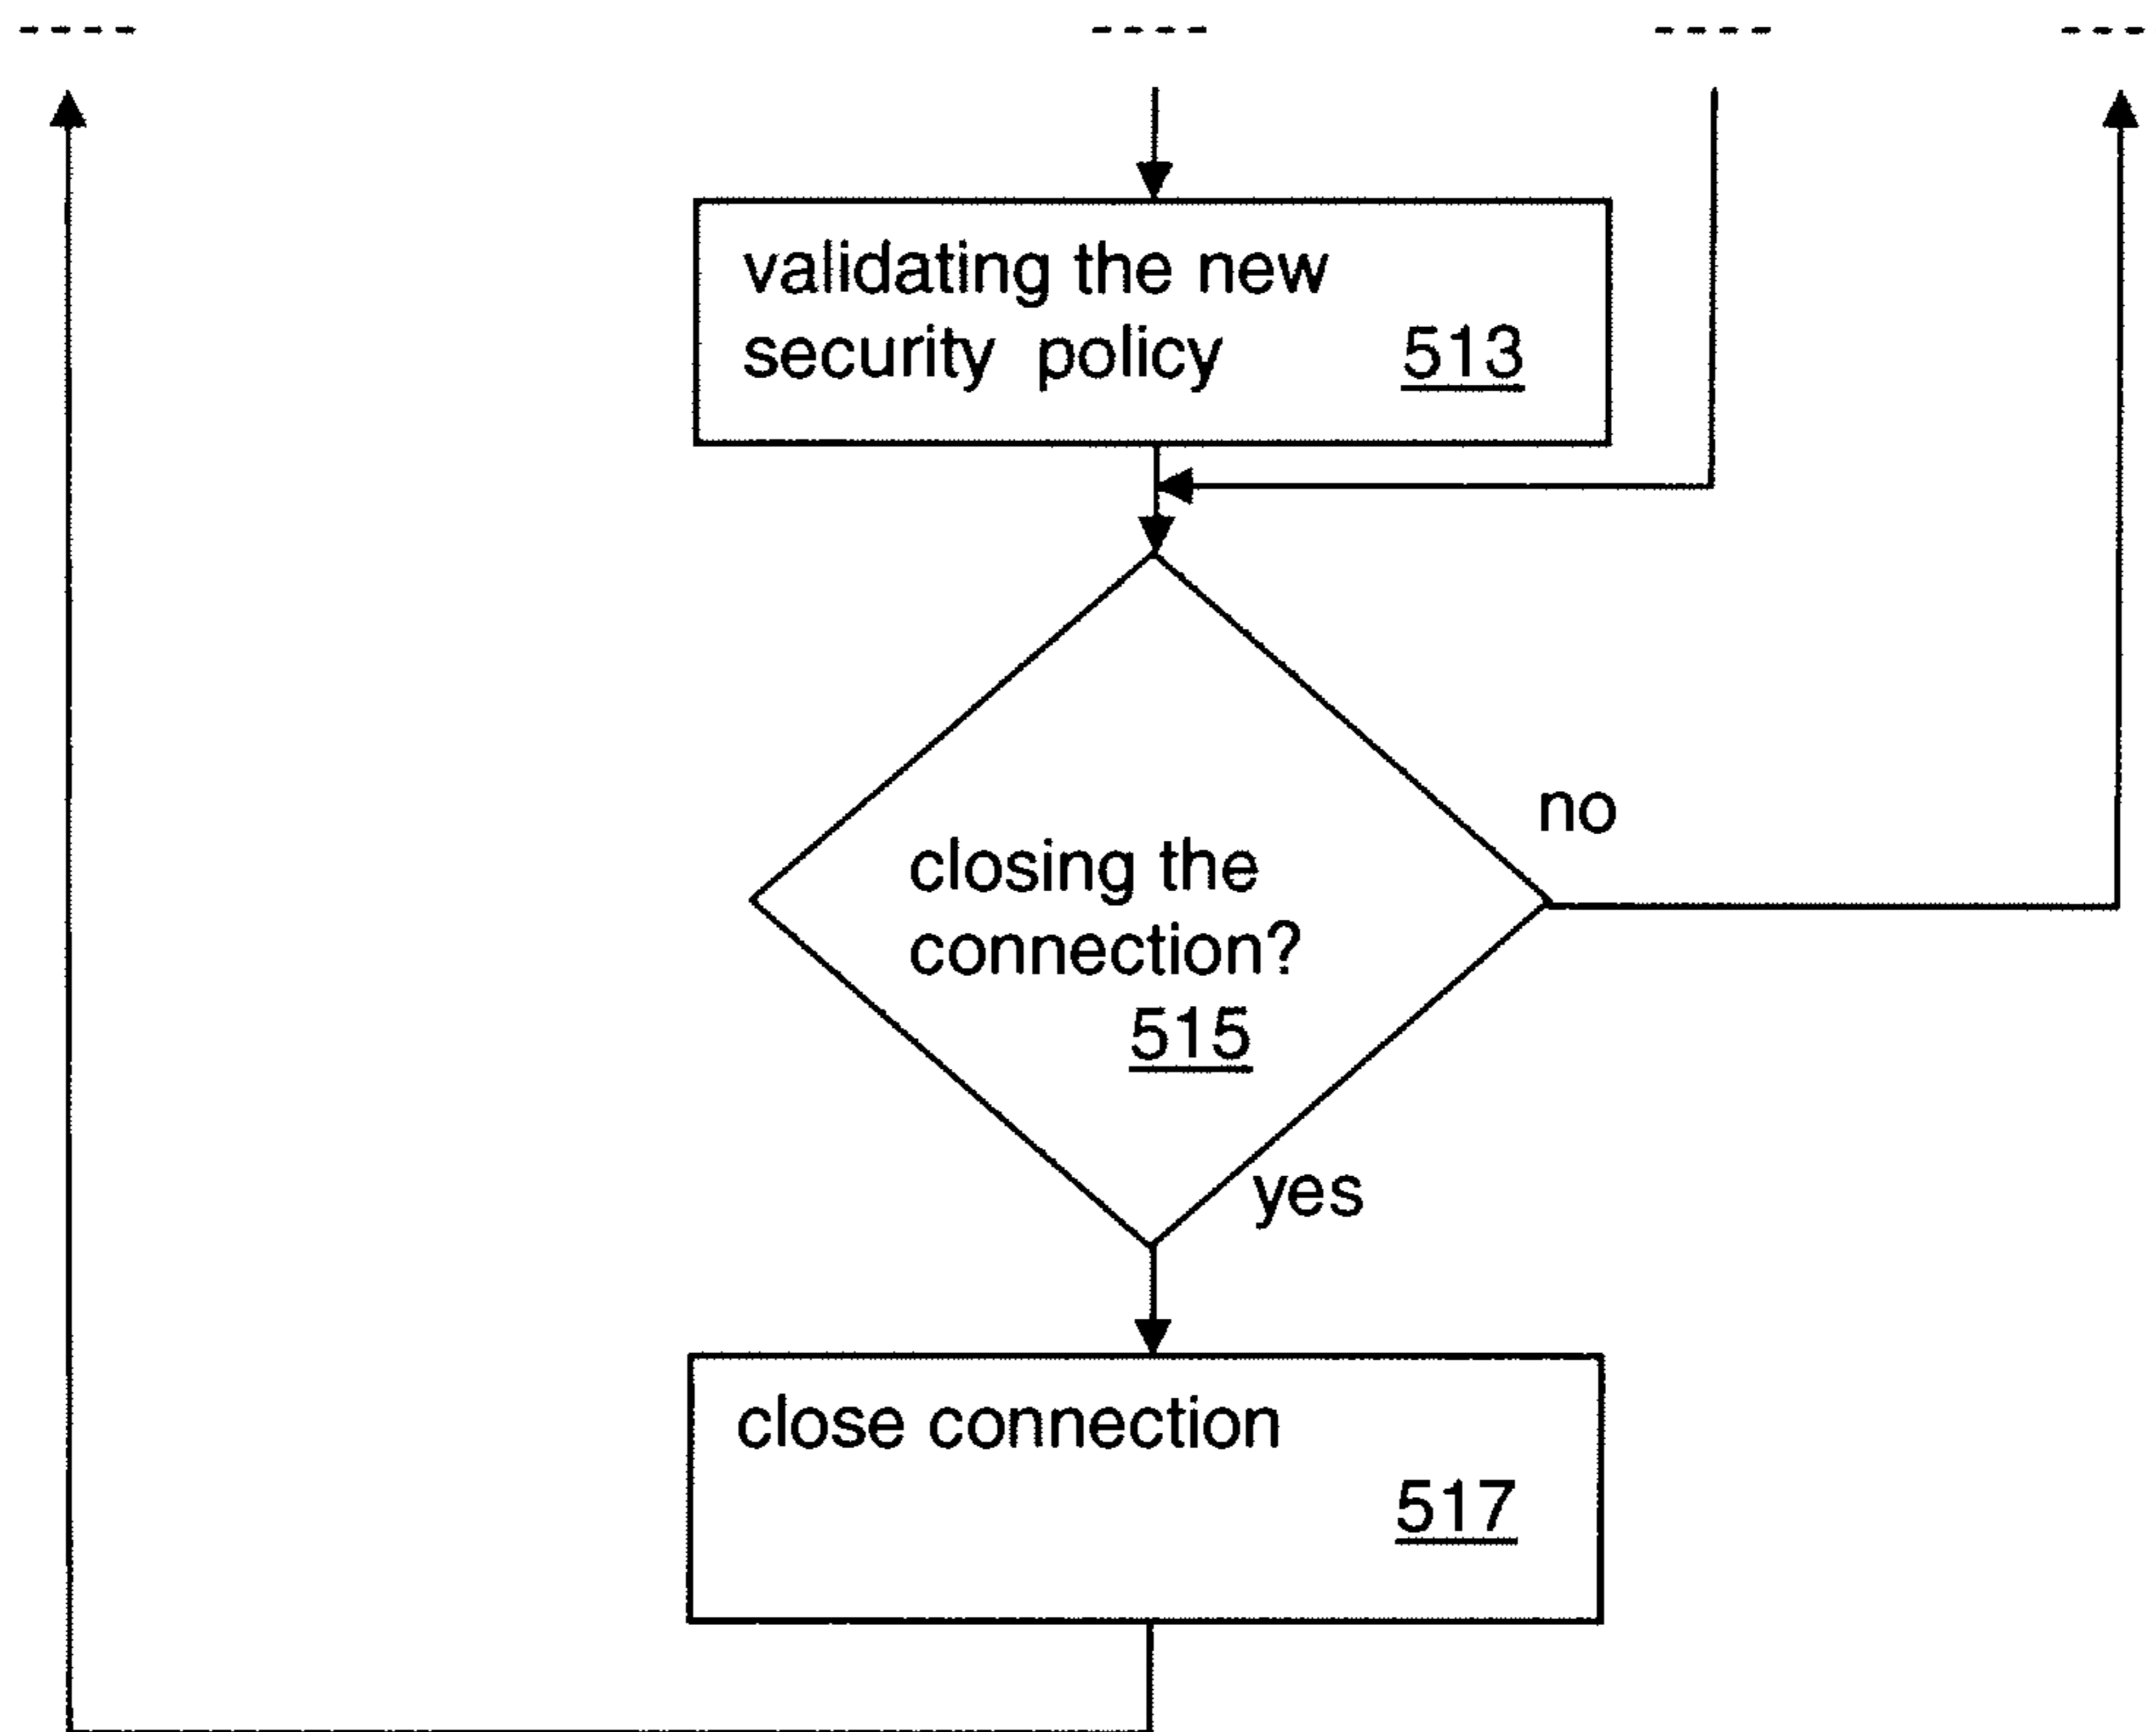 validating the new
security policy 513
no
closing the
connection?
515
yes
close connection
517